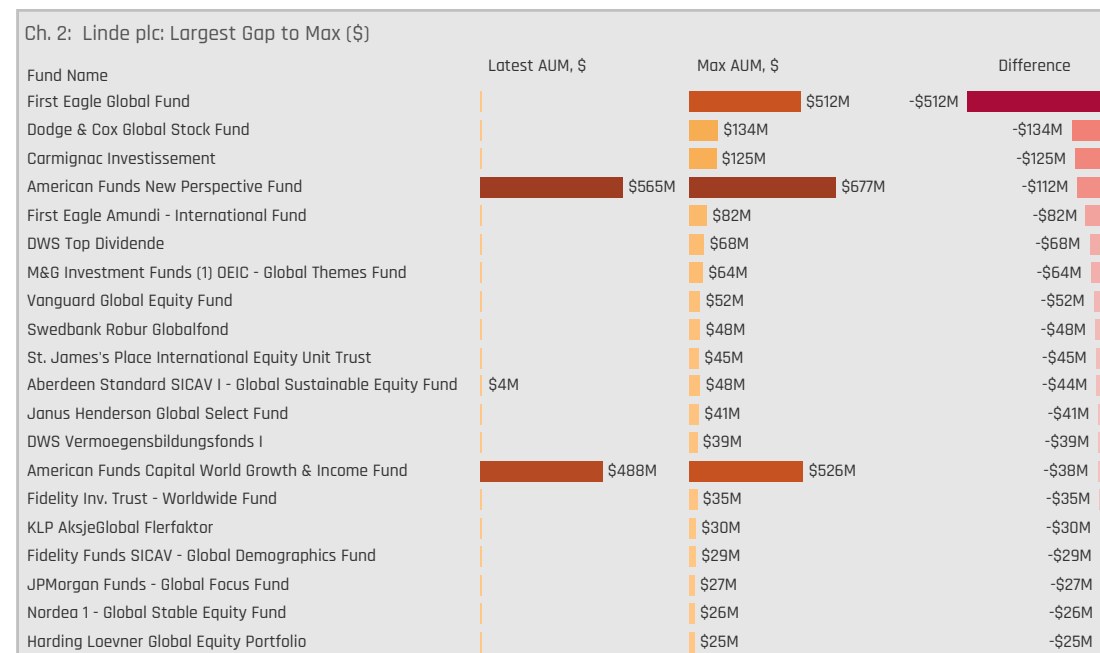 Ch. 2: Linde plc: Largest Gap to Max ($)
Fund Name Latest AUM, $ Max AUM, $ Difference
First Eagle Global Fund $512M -$512M
Dodge & Cox Global Stock Fund $134M -$134M
Carmignac Investissement $125M -$125M
American Funds New Perspective Fund $565M $677M -$112M
First Eagle Amundi - International Fund $82M -$82M
DWS Top Dividende $68M -$68M
M&G Investment Funds (1) OEIC - Global Themes Fund $64M -$64M
Vanguard Global Equity Fund $52M -$52M
Swedbank Robur Globalfond $48M -$48M
St. James's Place International Equity Unit Trust $45M -$45M
Aberdeen Standard SICAV I - Global Sustainable Equity Fund $4M $48M -$44M
Janus Henderson Global Select Fund $41M -$41M
DWS Vermoegensbildungsfonds I $39M -$39M
American Funds Capital World Growth & Income Fund $488M $526M -$38M
Fidelity Inv. Trust - Worldwide Fund $35M -$35M
KLP AksjeGlobal Flerfaktor $30M -$30M
Fidelity Funds SICAV - Global Demographics Fund $29M -$29M
JPMorgan Funds - Global Focus Fund $27M -$27M
Nordea 1 - Global Stable Equity Fund $26M -$26M
Harding Loevner Global Equity Portfolio $25M -$25M